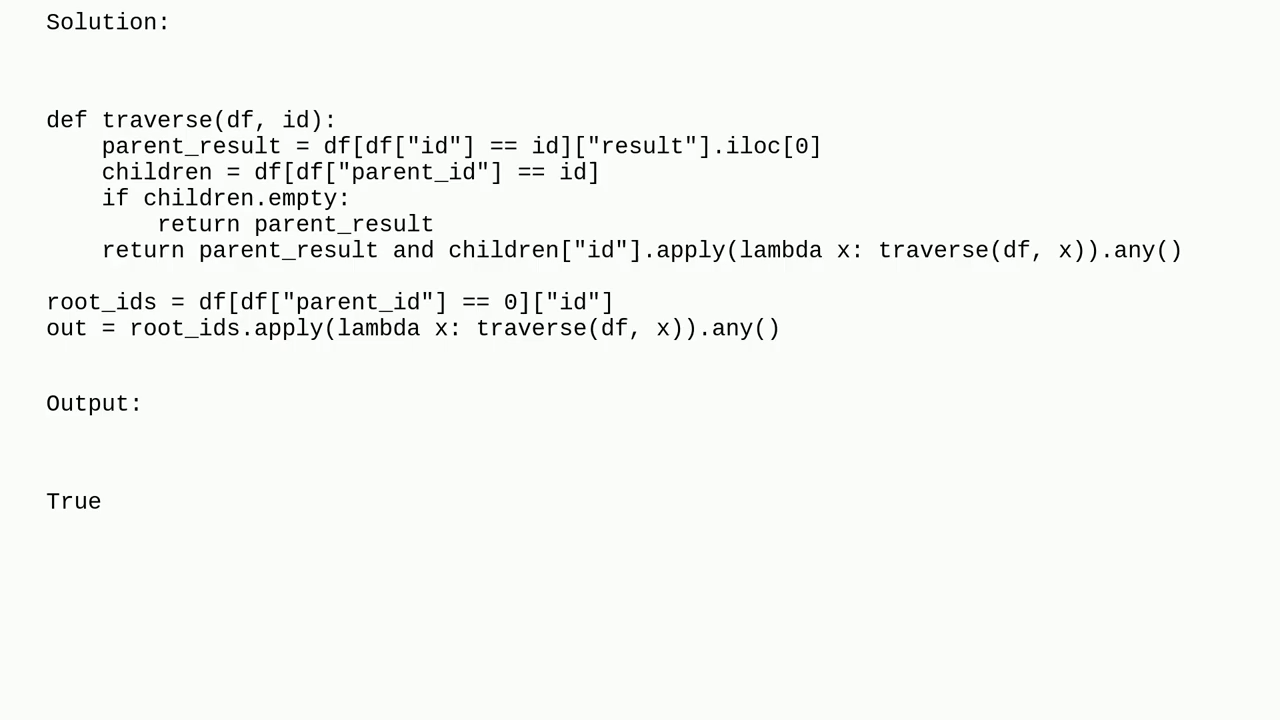 Solution:
def traverse(df, id):
    parent_result = df[df["id"] == id]["result"].iloc[0]
    children = df[df["parent_id"] == id]
    if children.empty:
        return parent_result
    return parent_result and children["id"].apply(lambda x: traverse(df, x)).any()
root_ids = df[df["parent_id"] == 0]["id"]
out = root_ids.apply(lambda x: traverse(df, x)).any()
Output:
True